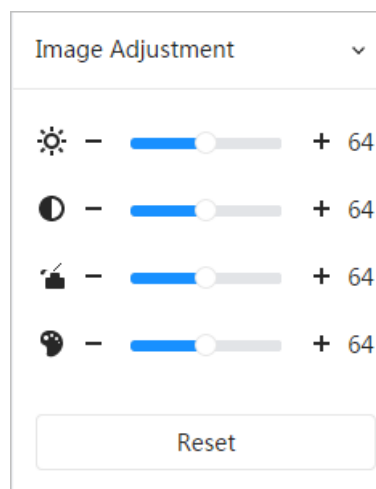 Image Adjustment
- + 64
- + 64
- + 64
- + 64
Reset